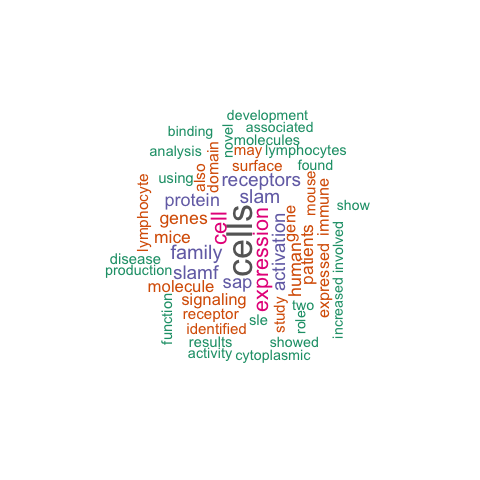 development
associated
binding
novel
molecules
analysis
may
lymphocytes
domain
surface
found
also
using
receptors
mouse
lymphocyte
protein
slam
show
genes
cell
cells
expression
gene
immune
mice
family
activation
human
patients
expressed
involved
disease
production
slamf
sap
molecule
increased
signaling
two
function
receptor
sle
study
role
identified
results
showed
activity
cytoplasmic